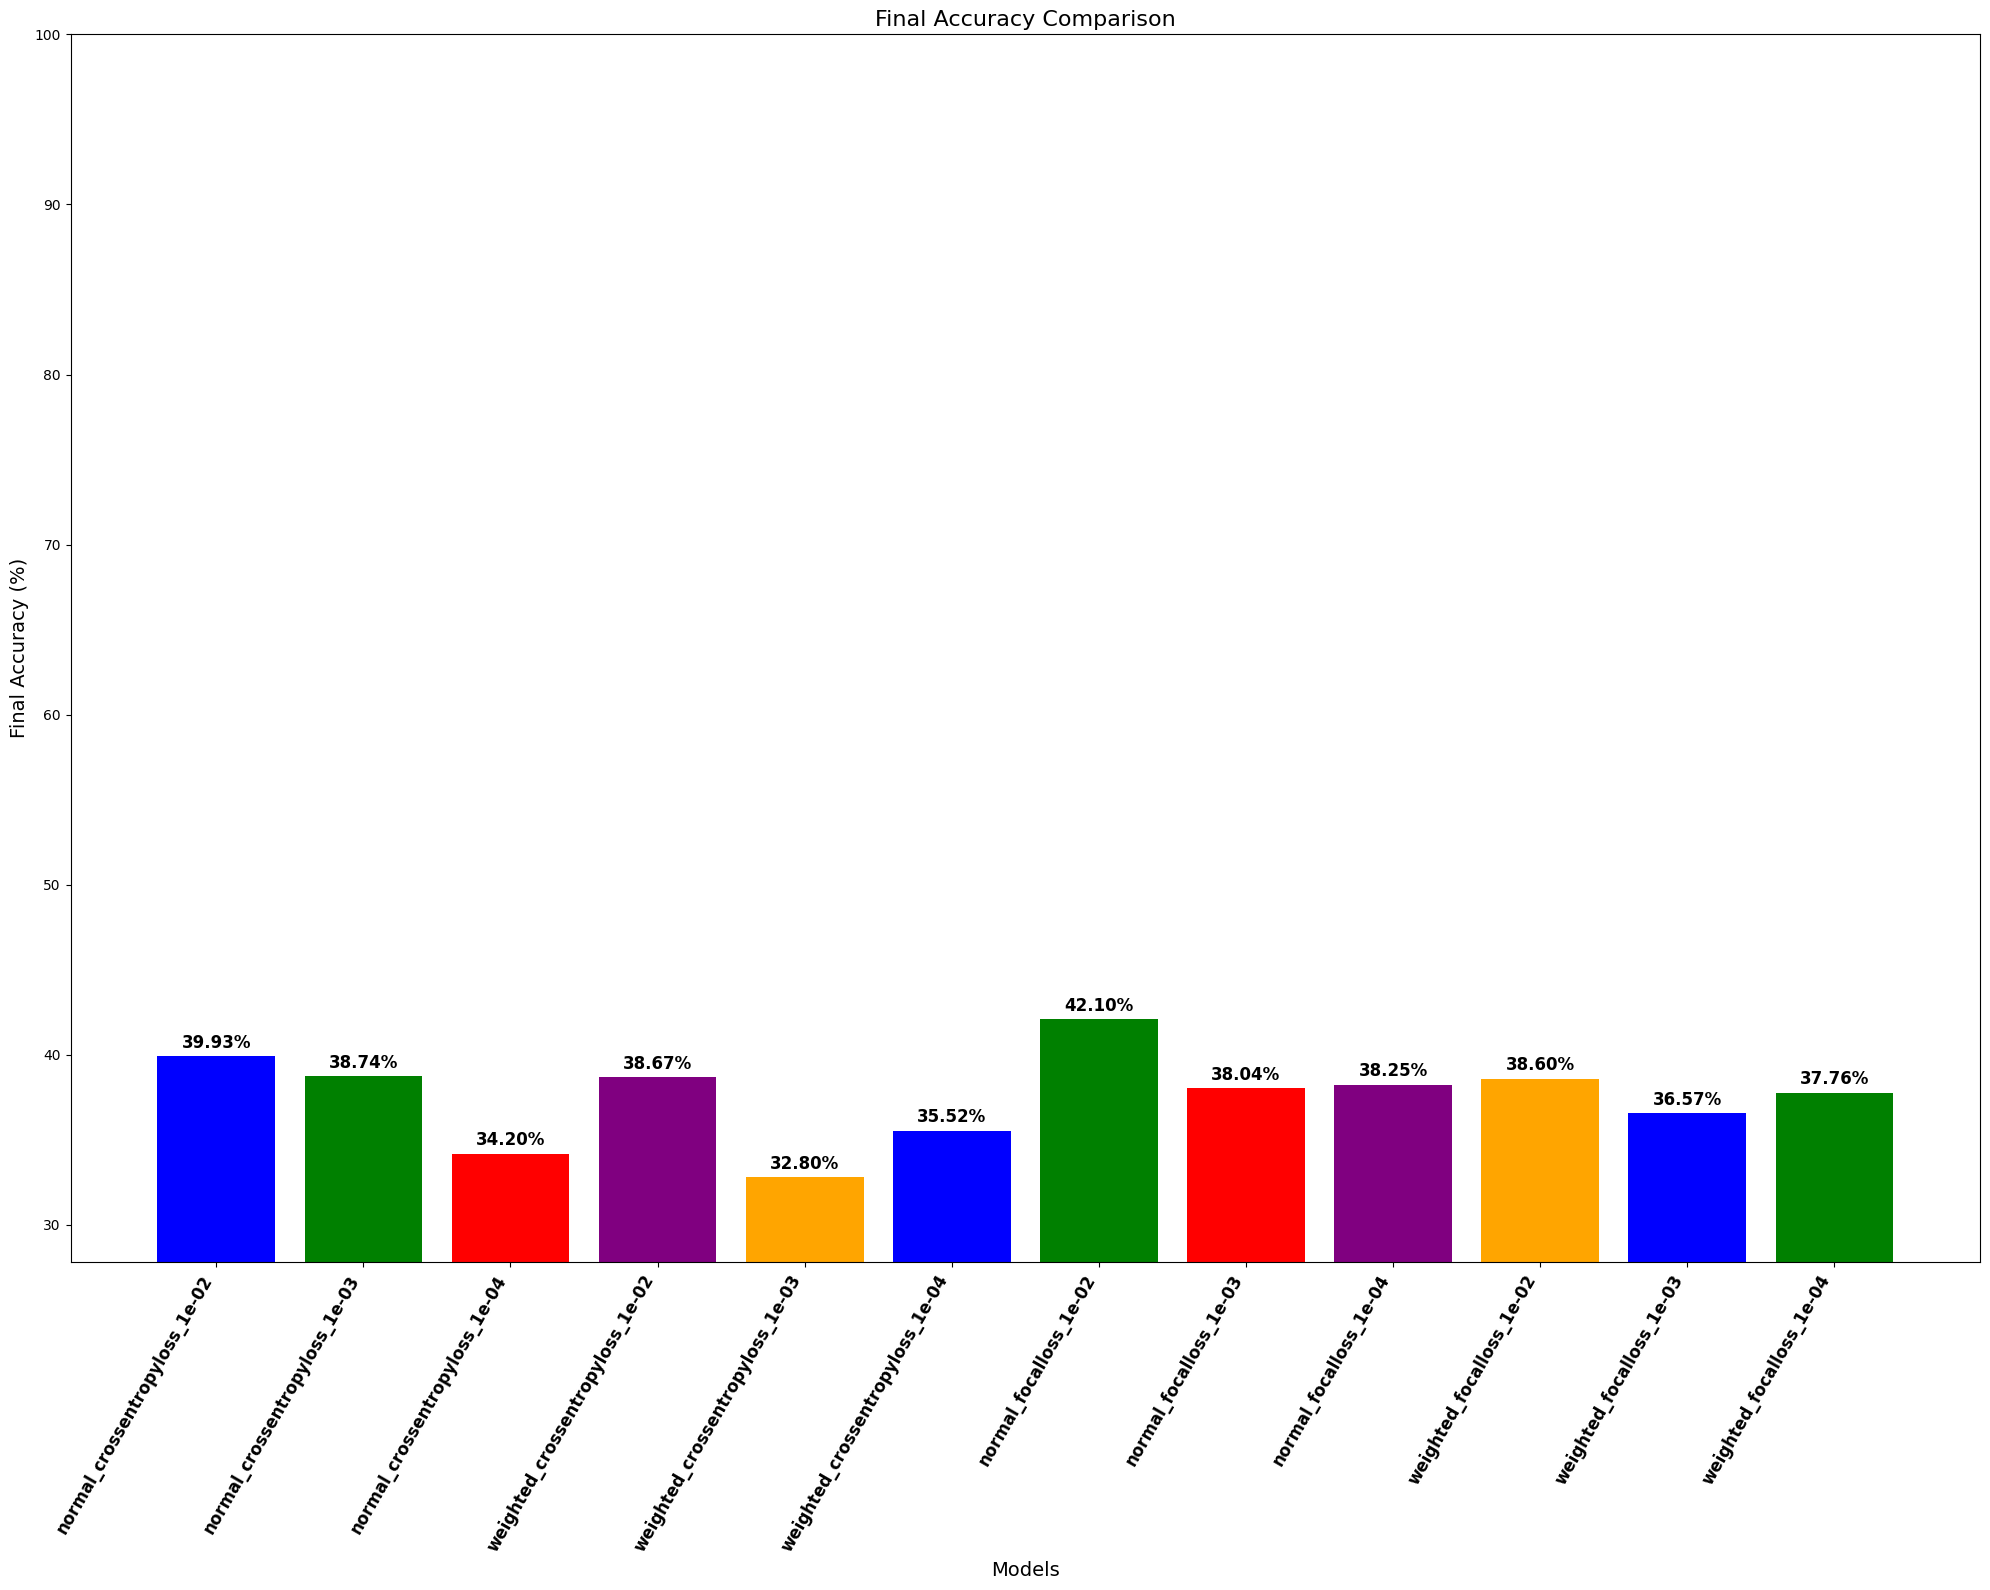 Final Accuracy Comparison
Final Accuracy (%)
100
90
80
70
60
50
40
30
39.93%
38.74%
34.20%
38.67%
32.80%
35.52%
42.10%
38.04%
38.25%
38.60%
36.57%
37.76%
normal_crossentropyloss_1e-02
normal_crossentropyloss_1e-03
normal_crossentropyloss_1e-04
weighted_crossentropyloss_1e-02
weighted_crossentropyloss_1e-03
weighted_crossentropyloss_1e-04
normal_focalloss_1e-02
normal_focalloss_1e-03
normal_focalloss_1e-04
weighted_focalloss_1e-02
weighted_focalloss_1e-03
weighted_focalloss_1e-04
Models